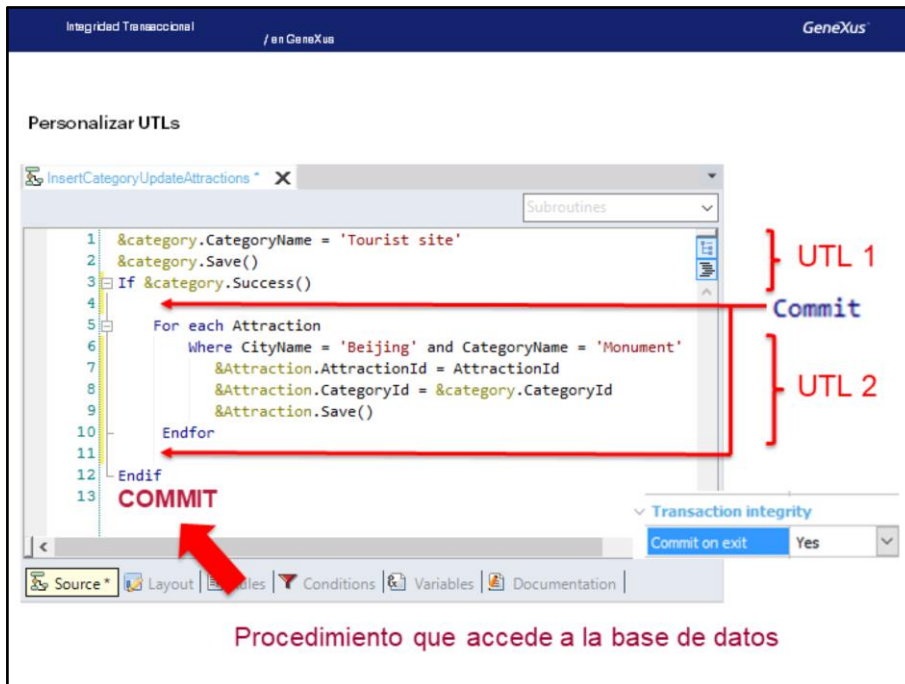 Integridad Transaccional
/ en GeneXus
GeneXus
Personalizar UTLs
InsertCategoryUpdateAttractions * X
Subroutines
1 &category.CategoryName = 'Tourist site'
2 &category.Save()
3 If &category.Success()
4
5 For each Attraction
6 Where CityName = 'Beijing' and CategoryName = 'Monument'
7 &Attraction.AttractionId = AttractionId
8 &Attraction.CategoryId = &category.CategoryId
9 &Attraction.Save()
10 Endfor
11
12 Endif
13 COMMIT
UTL 1
Commit
UTL 2
Transaction integrity
Commit on exit Yes
Source * Layout Conditions Variables Documentation
Procedimiento que accede a la base de datos